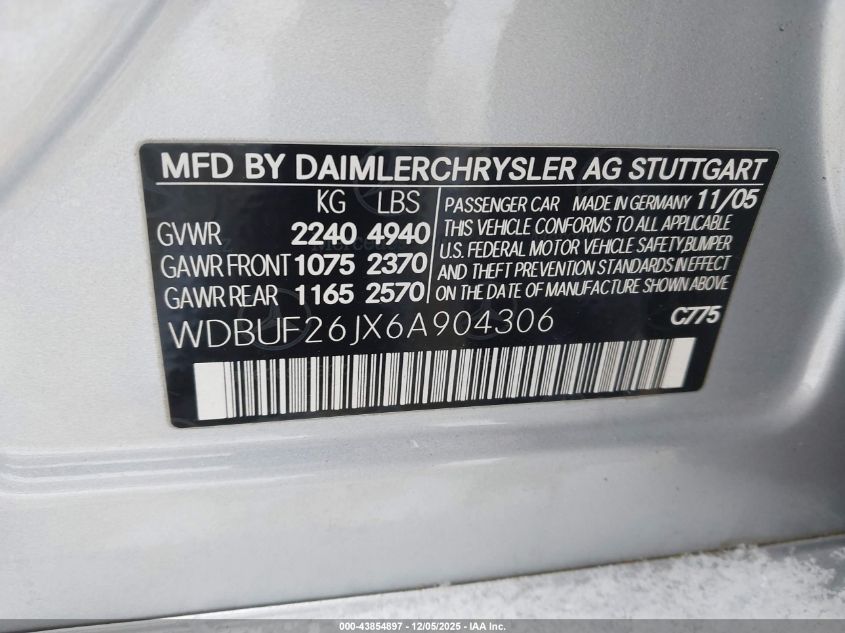 MFD BY DAIMLERCHRYSLER AG STUTTGART
KG LBS
GVWR 2240 4940
GAWR FRONT 1075 2370
GAWR REAR 1165 2570
PASSENGER CAR MADE IN GERMANY 11/05
THIS VEHICLE CONFORMS TO ALL APPLICABLE
U.S. FEDERAL MOTOR VEHICLE SAFETY,BUMPER
AND THEFT PREVENTION STANDARDS IN EFFECT
ON THE DATE OF MANUFACTURE SHOWN ABOVE
WDBUF26JX6A904306
C775
000-43854897 - 12/05/2025 - IAA Inc.